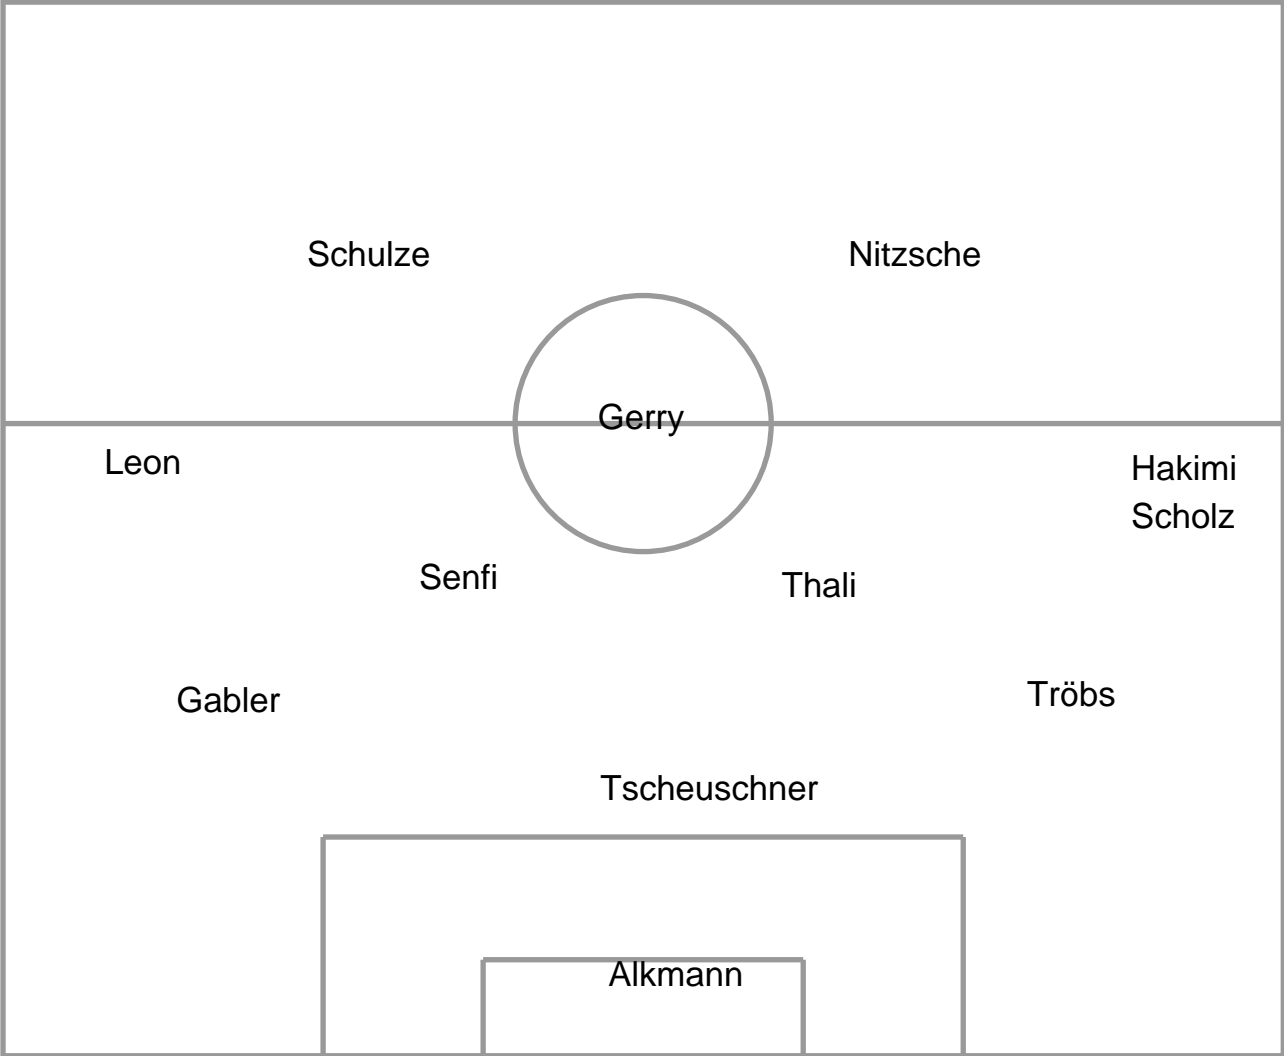 Schulze
Nitzsche
Gerry
Leon
Hakimi
Scholz
Senfi
Thali
Gabler
Tröbs
Tscheuschner
Alkmann